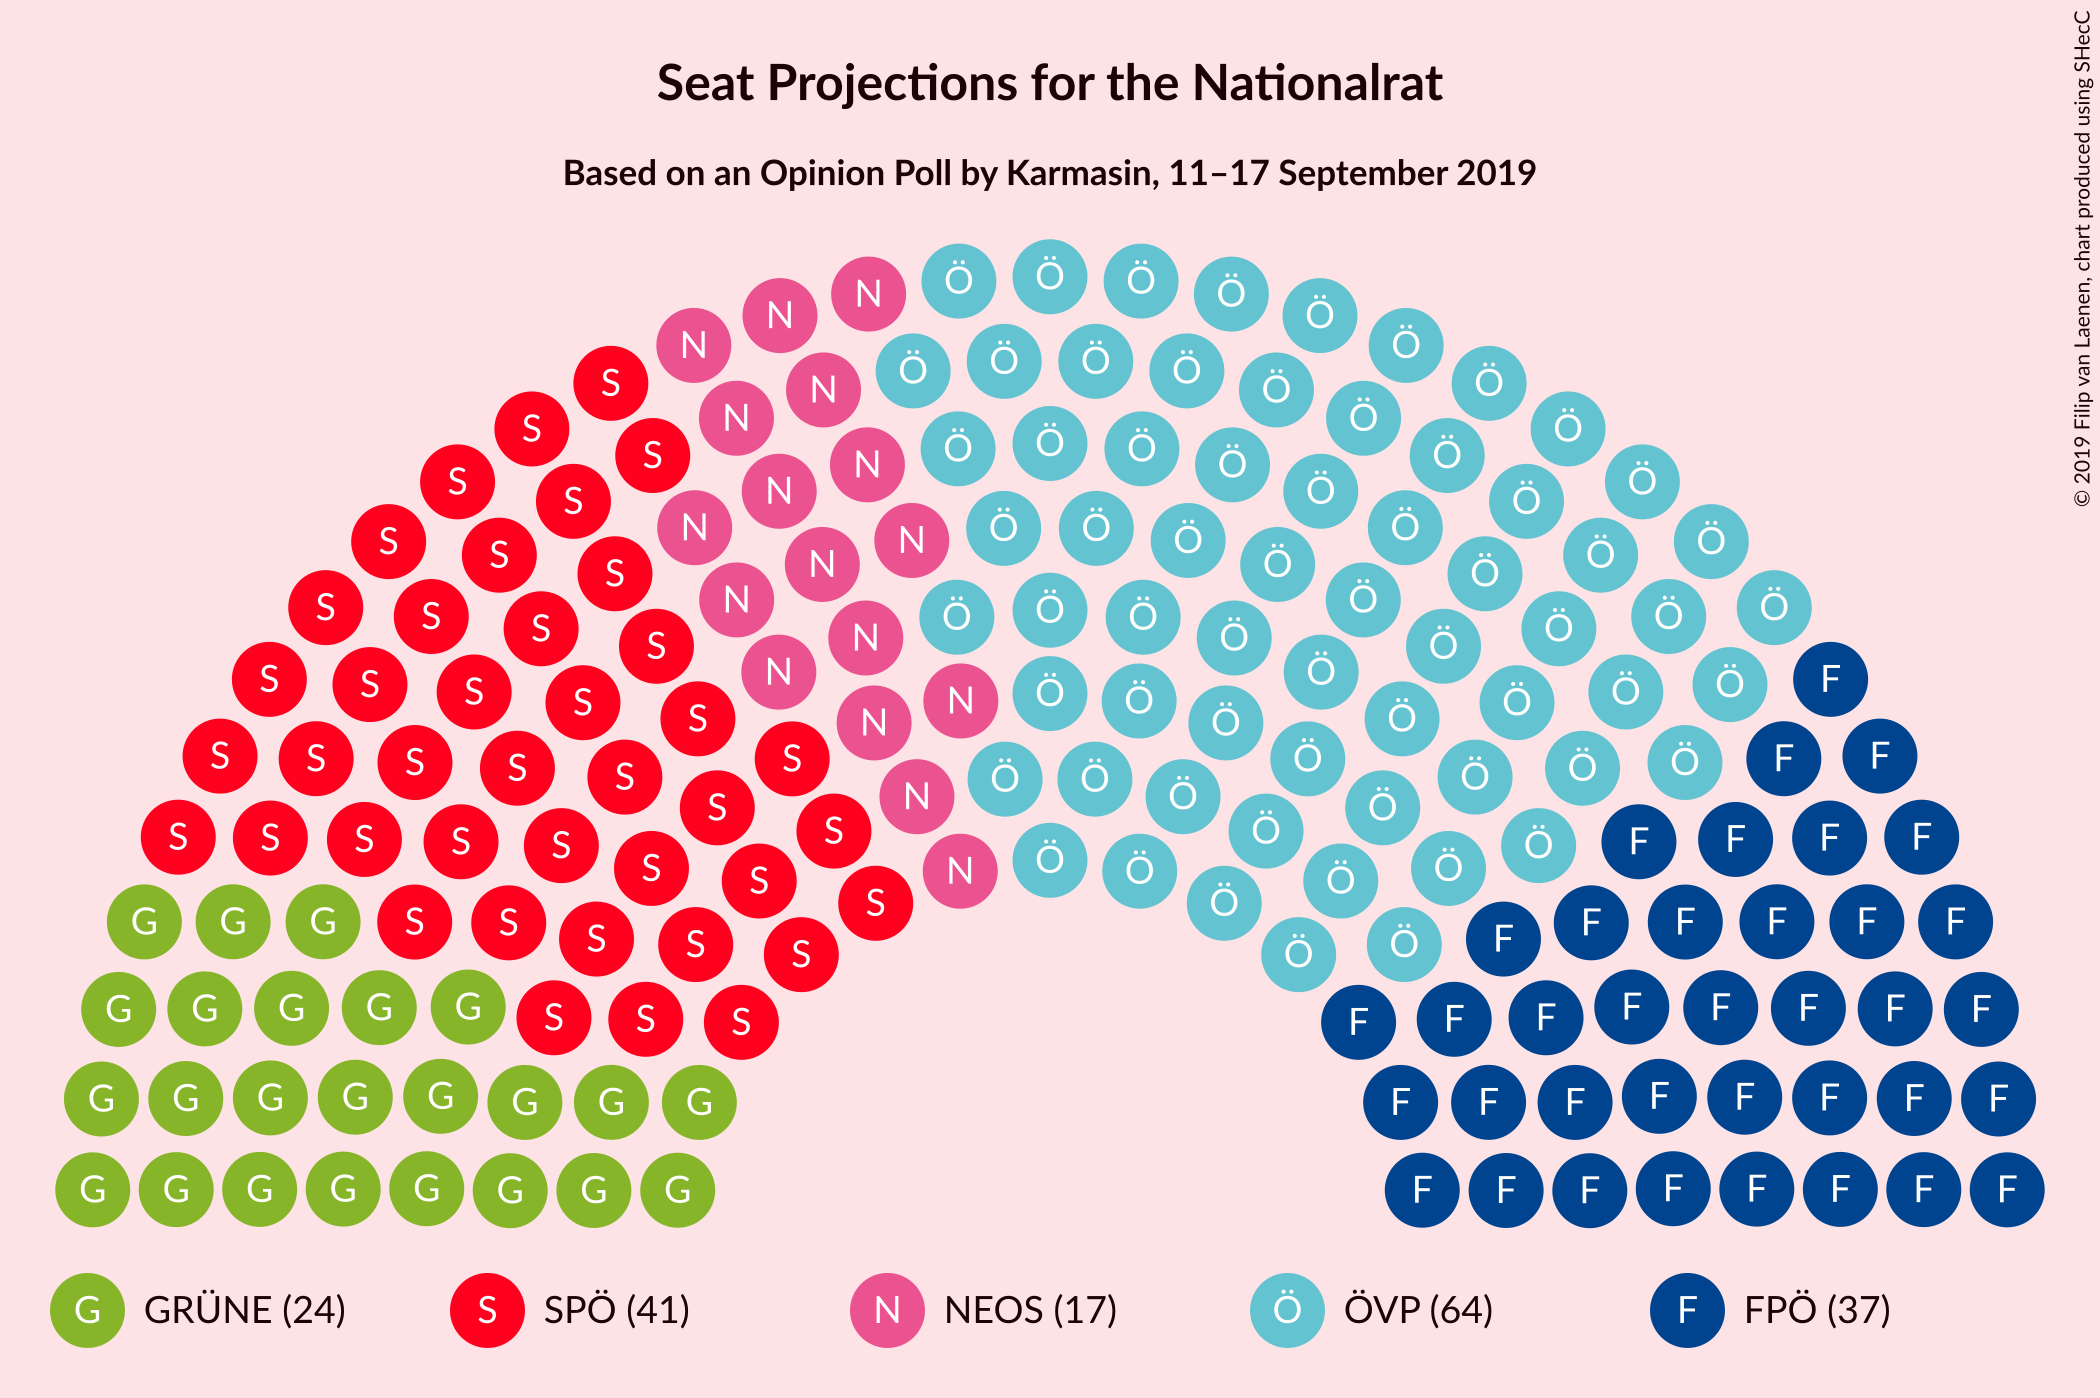 Seat Projections for the Nationalrat
Based on an Opinion Poll by Karmasin, 11–17 September 2019
© 2019 Filip van Laenen, chart produced using SHecC
Ö Ö Ö
N Ö Ö
N Ö
N Ö
Ö Ö
N Ö Ö
S N Ö Ö
N Ö
S N Ö Ö
Ö Ö Ö
S N Ö Ö
N Ö
S N Ö Ö
S Ö
N N Ö Ö
S N Ö Ö
S Ö
S N Ö Ö
S Ö
S N Ö Ö
S N Ö Ö Ö
S Ö
S N Ö Ö
S Ö
S N Ö Ö
S Ö
S S Ö F
S N N Ö Ö Ö Ö
S S Ö Ö
S N Ö Ö
S S S S Ö Ö F F
S S Ö Ö
S S N Ö Ö Ö Ö
S S Ö Ö
S S S S S Ö F F F F
S N Ö Ö Ö
S Ö
S Ö
G G G S S F F F F F
S F
S S Ö Ö
G G G G G F F F F F
S S S F F F
G G G G G F F F F F
G G G F F F
G G G G G G G G F F F F F F F F
G GRÜNE (24) S SPÖ (41) N NEOS (17) Ö ÖVP (64) F FPÖ (37)